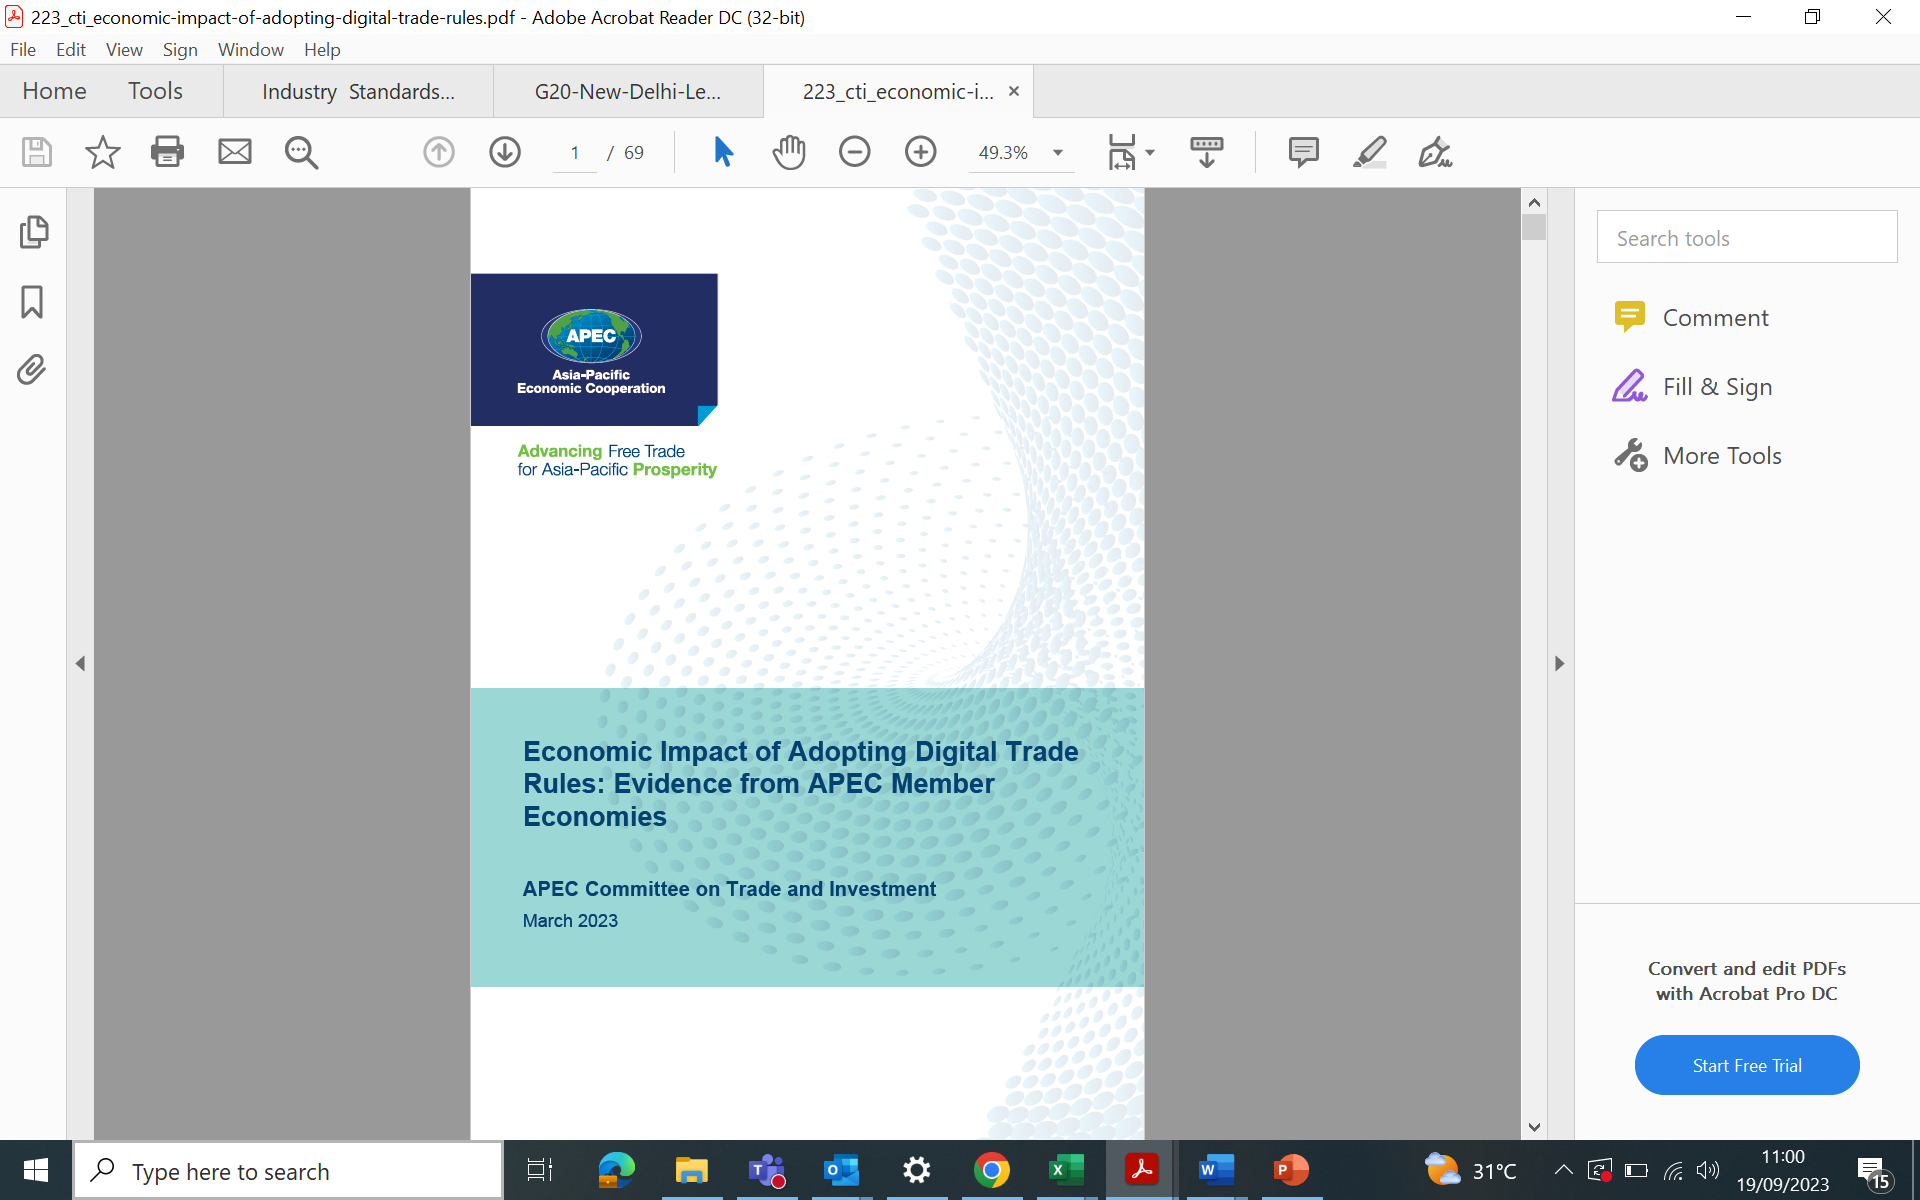 223_cti_economic-impact-of-adopting-digital-trade-rules.pdf - Adobe Acrobat Reader DC (32-bit)
File Edit View Sign Window Help
Home Tools Industry Standards... G20-New-Delhi-Le... 223_cti_economic-i... ×
1 / 69 49.3%
Search tools
Comment
Fill & Sign
More Tools
APEC
Asia-Pacific
Economic Cooperation
Advancing Free Trade
for Asia-Pacific Prosperity
Economic Impact of Adopting Digital Trade
Rules: Evidence from APEC Member
Economies
APEC Committee on Trade and Investment
March 2023
Convert and edit PDFs
with Acrobat Pro DC
Start Free Trial
Type here to search
31°C
11:00
19/09/2023
15